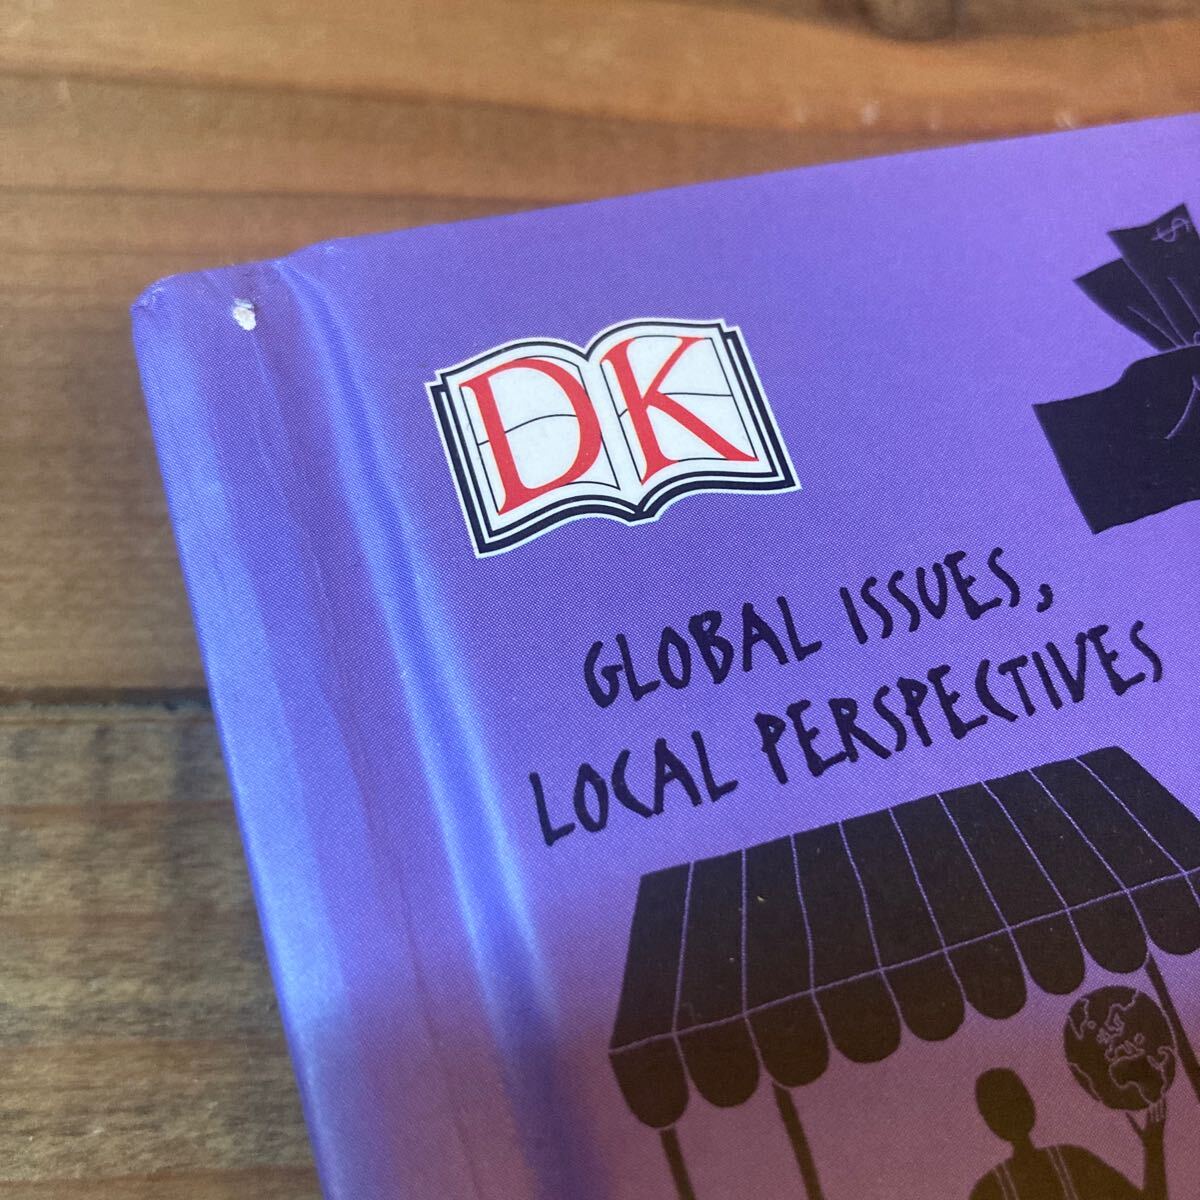 $
DK
GLOBAL ISSUES,
LOCAL PERSPECTIVES